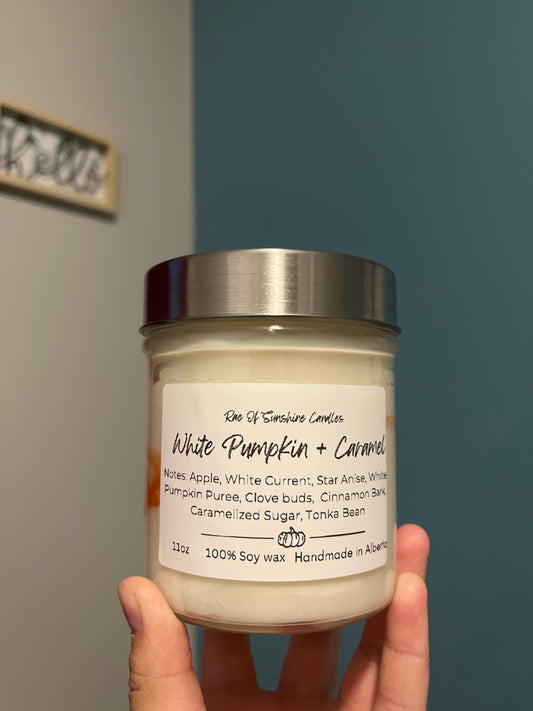 hello
Rae Of Sunshine Candles
White Pumpkin + Caramel
Notes: Apple, White Current, Star Anise, White
Pumpkin Puree, Clove buds, Cinnamon Bark,
Caramelized Sugar, Tonka Bean
11oz 100% Soy wax Handmade in Alberta